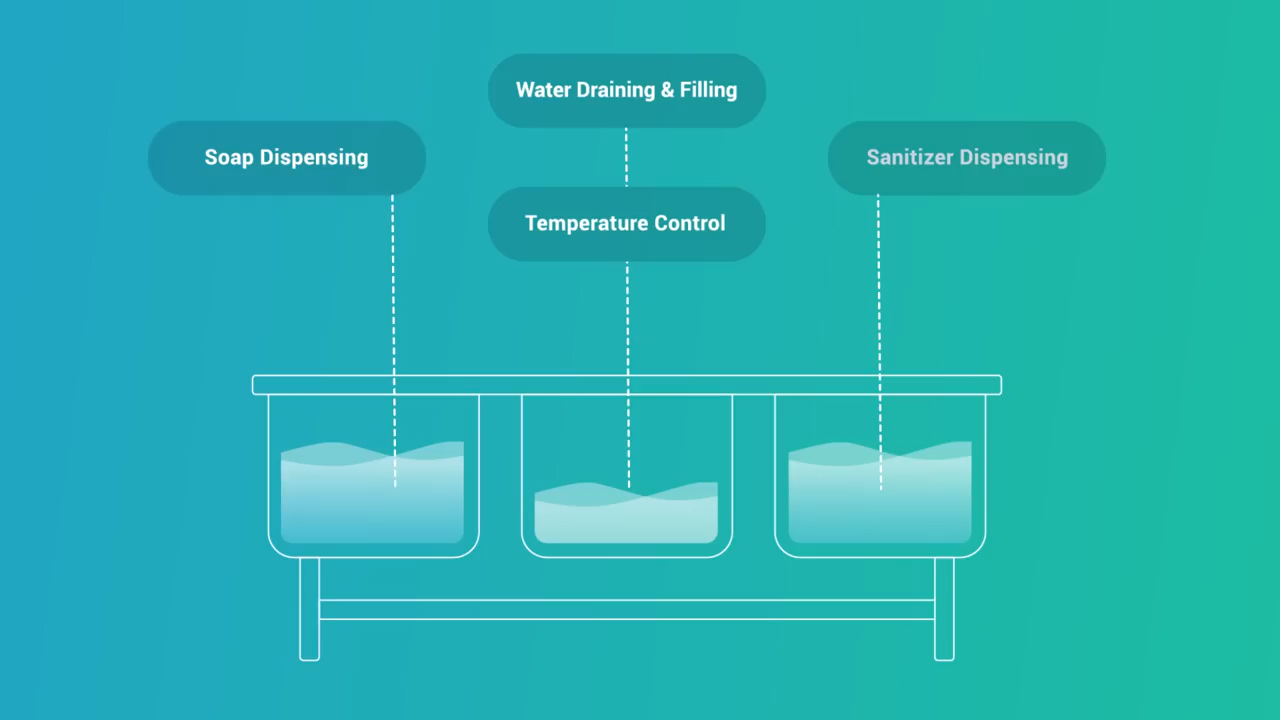 Water Draining & Filling
Soap Dispensing
Sanitizer Dispensing
Temperature Control